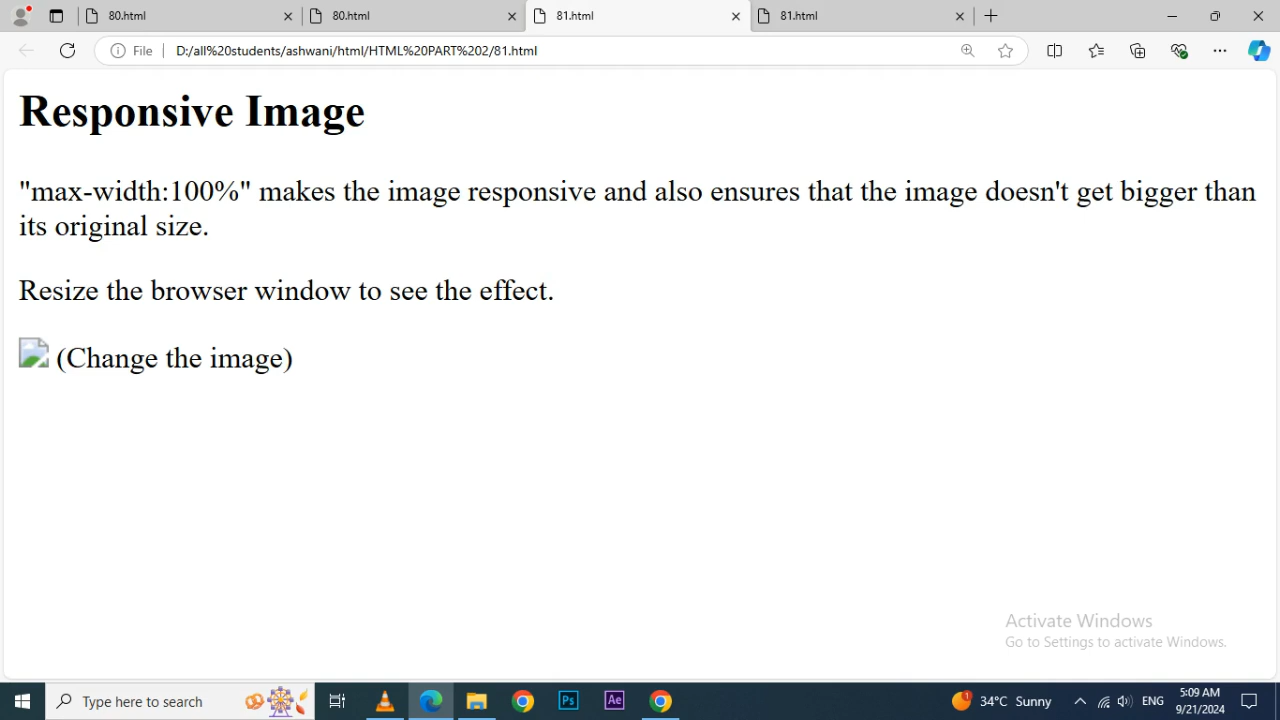 80.html
80.html
81.html
81.html
File
D:/all%20students/ashwani/html/HTML%20PART%202/81.html
Responsive Image
"max-width:100%" makes the image responsive and also ensures that the image doesn't get bigger than
its original size.
Resize the browser window to see the effect.
(Change the image)
Activate Windows
Go to Settings to activate Windows.
Type here to search
Ps
Ae
1
34°C Sunny
ENG
5:09 AM
9/21/2024